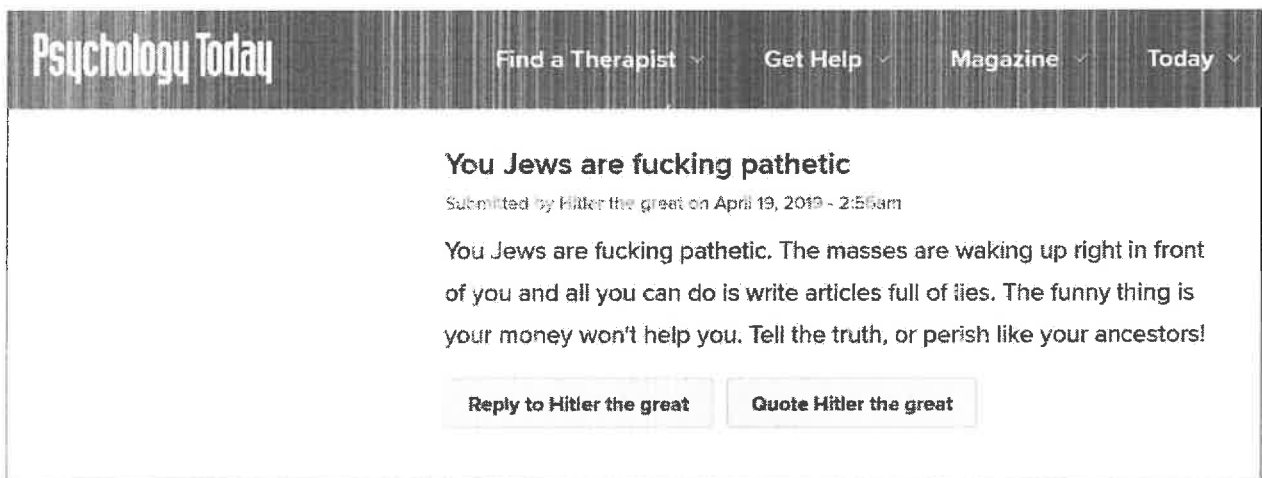 Psychology Today
Find a Therapist
Get Help
Magazine
Today
You Jews are fucking pathetic
Submitted by Hitler the great on April 19, 2019 - 2:56am
You Jews are fucking pathetic. The masses are waking up right in front
of you and all you can do is write articles full of lies. The funny thing is
your money won't help you. Tell the truth, or perish like your ancestors!
Reply to Hitler the great
Quote Hitler the great